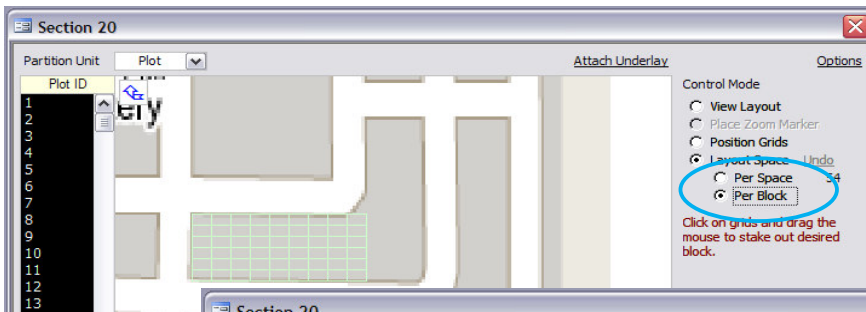 Section 20
Partition Unit Plot Attach Underlay Options
Plot ID
1
2
3
4
5
6
7
8
9
10
11
12
13
ery
Control Mode
View Layout
Place Zoom Marker
Position Grids
Layout Space Undo
Per Space 54
Per Block
Click on grids and drag the
mouse to stake out desired
block.
Section 20